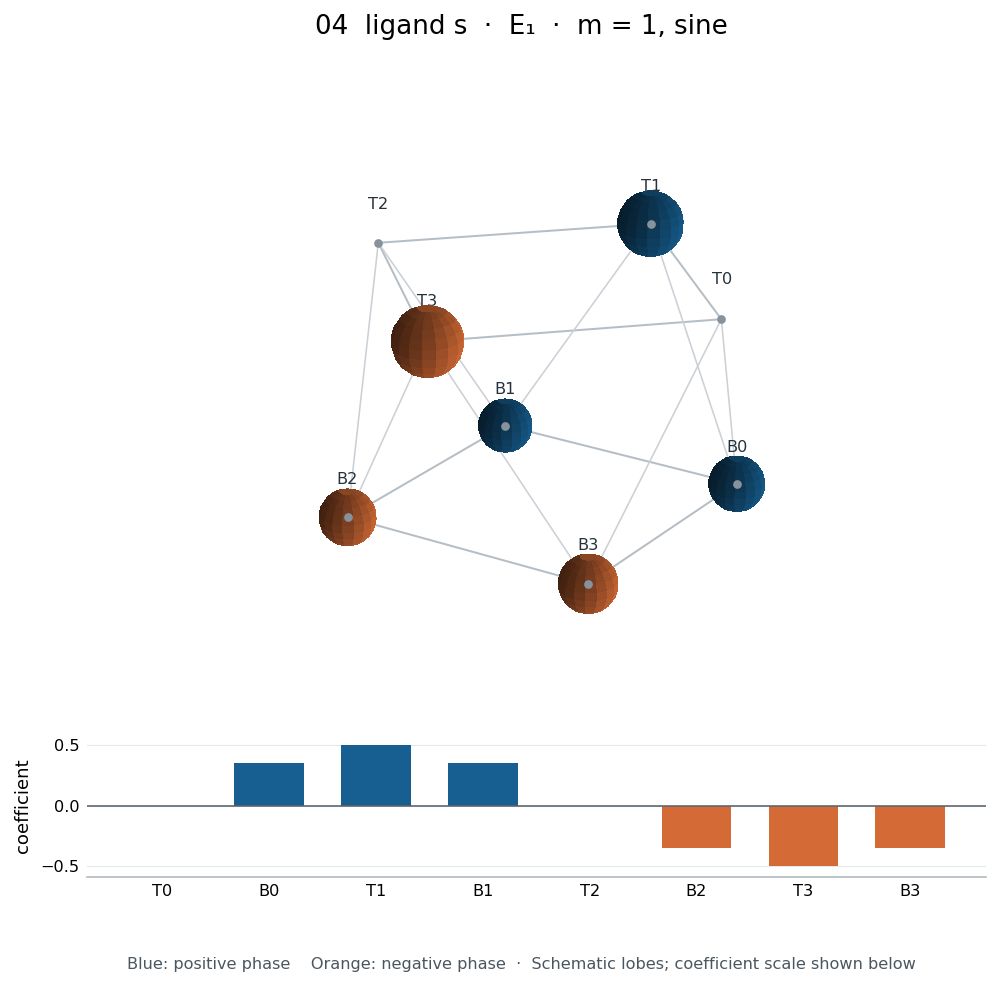 04 ligand s · E₁ · m = 1, sine
T1
T2
T0
T3
B1
B0
B2
B3
0.5
0.0
−0.5
coefficient
T0 B0 T1 B1 T2 B2 T3 B3
Blue: positive phase Orange: negative phase · Schematic lobes; coefficient scale shown below